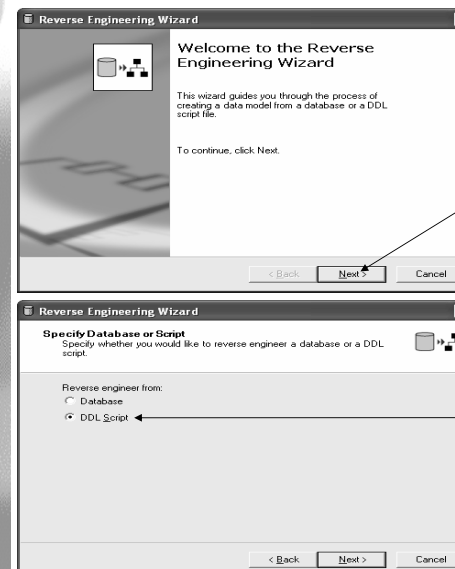 Reverse Engineering Wizard
Welcome to the Reverse
Engineering Wizard
This wizard guides you through the process of
creating a data model from a database or a DDL
script file.
To continue, click Next.
< Back Next > Cancel
Reverse Engineering Wizard
Specify Database or Script
Specify whether you would like to reverse engineer a database or a DDL
script.
Reverse engineer from:
Database
DDL Script
< Back Next > Cancel